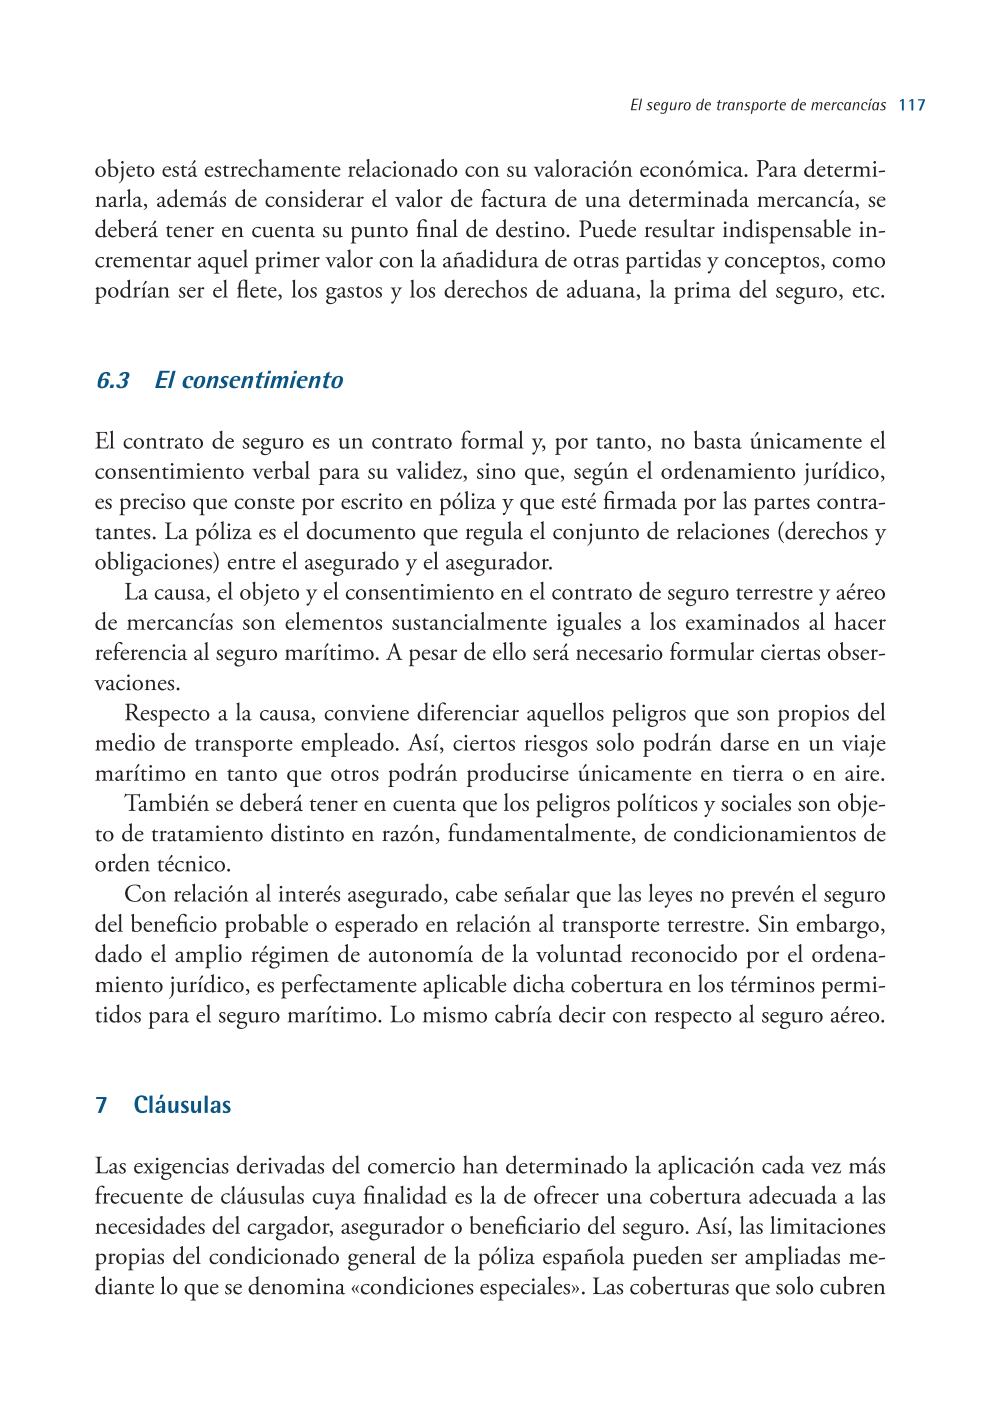 El seguro de transporte de mercancías 117
objeto está estrechamente relacionado con su valoración económica. Para determi-
narla, además de considerar el valor de factura de una determinada mercancía, se
deberá tener en cuenta su punto final de destino. Puede resultar indispensable in-
crementar aquel primer valor con la añadidura de otras partidas y conceptos, como
podrían ser el flete, los gastos y los derechos de aduana, la prima del seguro, etc.
6.3 El consentimiento
El contrato de seguro es un contrato formal y, por tanto, no basta únicamente el
consentimiento verbal para su validez, sino que, según el ordenamiento jurídico,
es preciso que conste por escrito en póliza y que esté firmada por las partes contra-
tantes. La póliza es el documento que regula el conjunto de relaciones (derechos y
obligaciones) entre el asegurado y el asegurador.
La causa, el objeto y el consentimiento en el contrato de seguro terrestre y aéreo
de mercancías son elementos sustancialmente iguales a los examinados al hacer
referencia al seguro marítimo. A pesar de ello será necesario formular ciertas obser-
vaciones.
Respecto a la causa, conviene diferenciar aquellos peligros que son propios del
medio de transporte empleado. Así, ciertos riesgos solo podrán darse en un viaje
marítimo en tanto que otros podrán producirse únicamente en tierra o en aire.
También se deberá tener en cuenta que los peligros políticos y sociales son obje-
to de tratamiento distinto en razón, fundamentalmente, de condicionamientos de
orden técnico.
Con relación al interés asegurado, cabe señalar que las leyes no prevén el seguro
del beneficio probable o esperado en relación al transporte terrestre. Sin embargo,
dado el amplio régimen de autonomía de la voluntad reconocido por el ordena-
miento jurídico, es perfectamente aplicable dicha cobertura en los términos permi-
tidos para el seguro marítimo. Lo mismo cabría decir con respecto al seguro aéreo.
7 Cláusulas
Las exigencias derivadas del comercio han determinado la aplicación cada vez más
frecuente de cláusulas cuya finalidad es la de ofrecer una cobertura adecuada a las
necesidades del cargador, asegurador o beneficiario del seguro. Así, las limitaciones
propias del condicionado general de la póliza española pueden ser ampliadas me-
diante lo que se denomina «condiciones especiales». Las coberturas que solo cubren